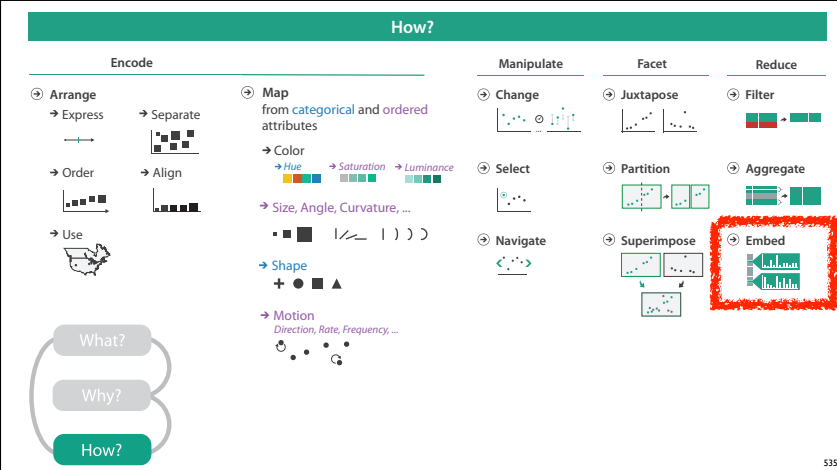 How?
Encode
Arrange
Express
Separate
Order
Align
Use
Map
from categorical and ordered
attributes
Color
Hue
Saturation
Luminance
Size, Angle, Curvature, ...
Shape
Motion
Direction, Rate, Frequency, ...
Manipulate
Change
...
Select
Navigate
Facet
Juxtapose
Partition
Superimpose
Reduce
Filter
Aggregate
Embed
What?
Why?
How?
535